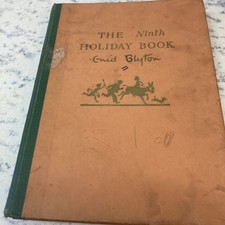 THE Ninth
HOLIDAY BOOK
Enid Blyton